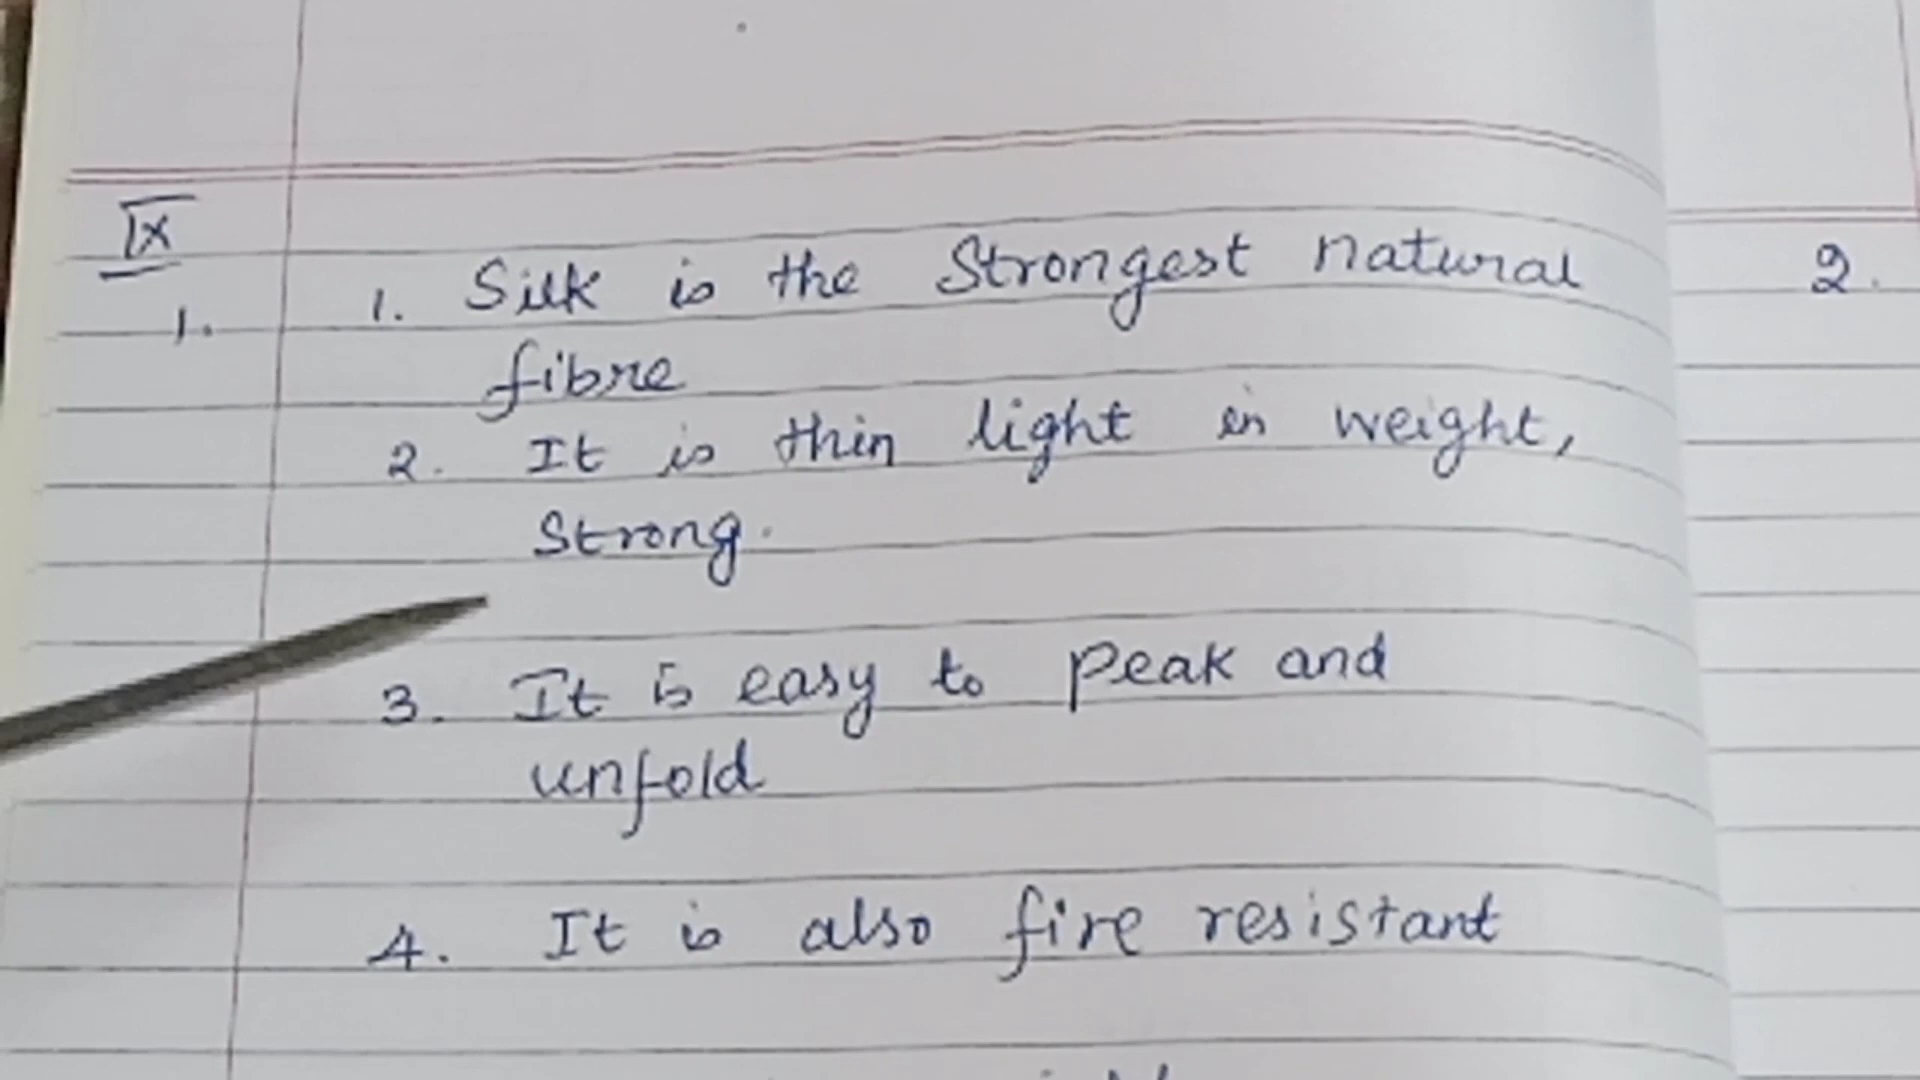 IX
1. 1. Silk is the Strongest natural
fibre
2. It is thin light in weight,
Strong.
3. It is easy to peak and
unfold
4. It is also fire resistant
2.